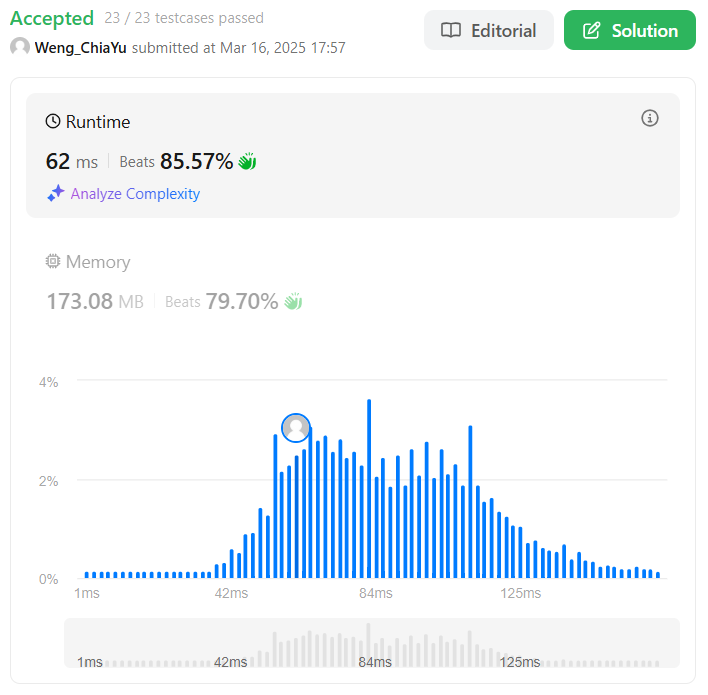 Accepted 23 / 23 testcases passed
Weng_ChiaYu submitted at Mar 16, 2025 17:57
Editorial
Solution
Runtime
62 ms Beats 85.57%
Analyze Complexity
Memory
173.08 MB Beats 79.70%
4%
2%
0%
1ms 42ms 84ms 125ms
1ms 42ms 84ms 125ms